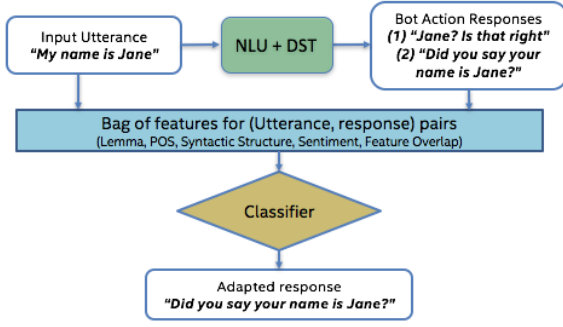 Input Utterance
“My name is Jane”
NLU + DST
Bot Action Responses
(1) “Jane? Is that right”
(2) “Did you say your
name is Jane?”
Bag of features for (Utterance, response) pairs
(Lemma, POS, Syntactic Structure, Sentiment, Feature Overlap)
Classifier
Adapted response
“Did you say your name is Jane?”